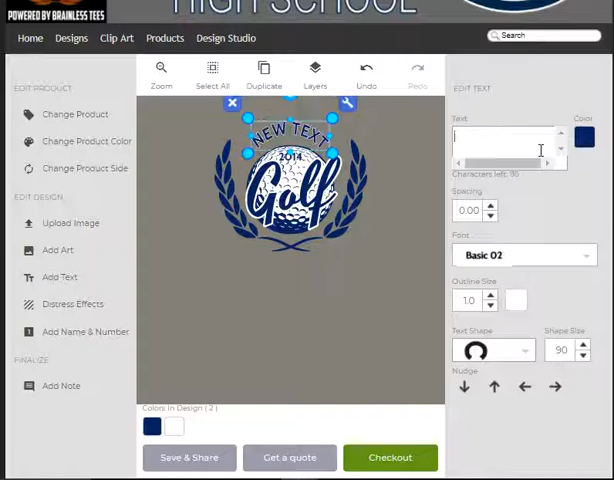 HIGH SCHOOL
POWERED BY BRAINLESS TEES
Home Designs Clip Art Products Design Studio
Search
Zoom Select All Duplicate Layers Undo Redo
EDIT PRODUCT
Change Product
Change Product Color
Change Product Side
EDIT DESIGN
Upload Image
Add Art
Add Text
Distress Effects
Add Name & Number
FINALIZE
Add Note
NEW TEXT
2014
Golf
Colors In Design ( 2 )
Save & Share Get a quote Checkout
EDIT TEXT
Text Color
Characters left: 110
Spacing
0.00
Font
Basic 02
Outline Size
1.0
Text Shape Shape Size
90
Nudge